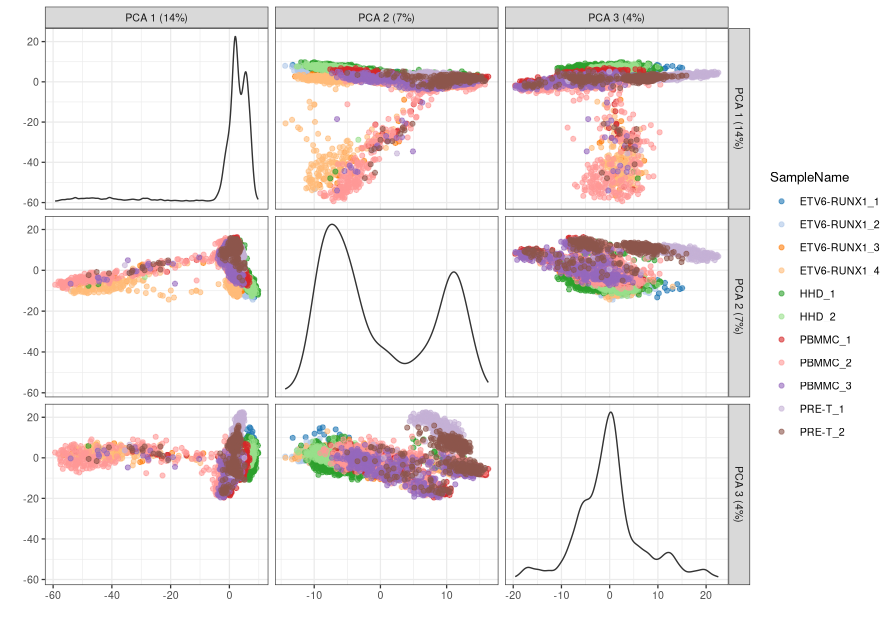 PCA 1 (14%)
PCA 2 (7%)
PCA 3 (4%)
20
0
-20
-40
-60
PCA 1 (14%)
20
0
-20
-40
-60
PCA 2 (7%)
20
0
-20
-40
-60
PCA 3 (4%)
-60 -40 -20 0
-10 0 10
-20 -10 0 10 20
SampleName
ETV6-RUNX1_1
ETV6-RUNX1_2
ETV6-RUNX1_3
ETV6-RUNX1_4
HHD_1
HHD_2
PBMMC_1
PBMMC_2
PBMMC_3
PRE-T_1
PRE-T_2